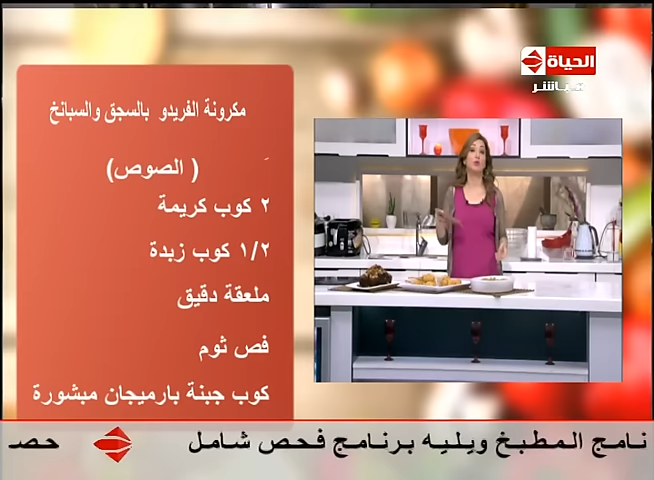 الحياة
مباشر
مكرونة الفريدو بالسجق والسبانخ
( الصوص)
٢ كوب كريمة
١/٢ كوب زبدة
ملعقة دقيق
فص ثوم
كوب جبنة بارميجان مبشورة
نامج المطبخ ويليه برنامج فحص شامل
حصـ